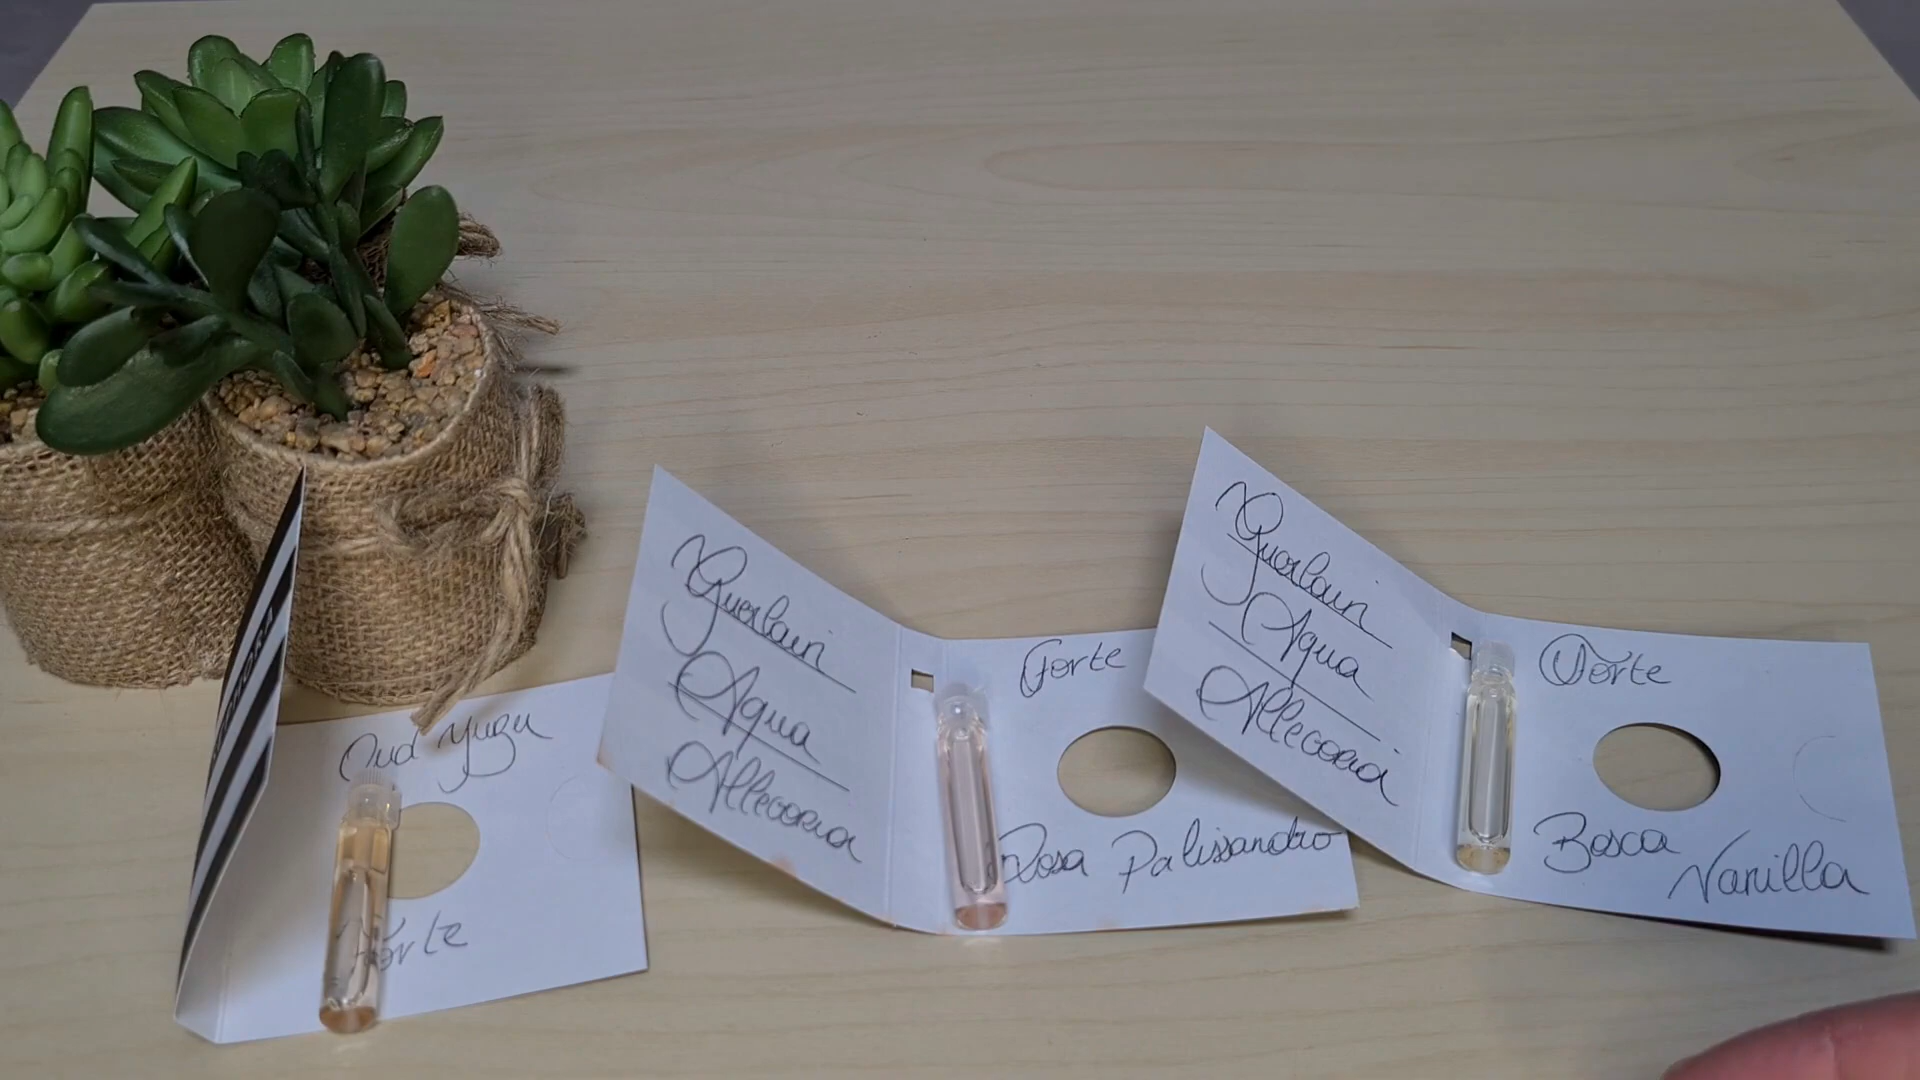 Oud Yuzu
Forte
Guerlain
Aqua
Allegoria
Forte
Rosa Palissandro
Guerlain
Aqua
Allegoria
Forte
Bosca
Vanilla